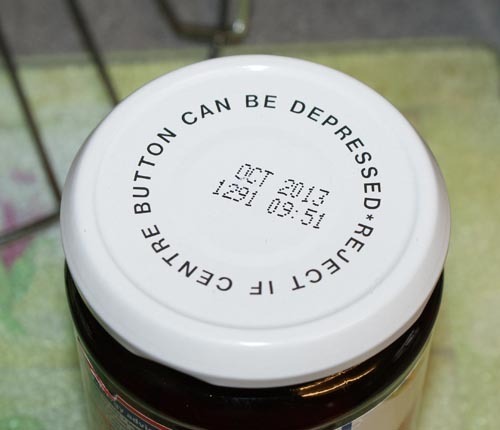 REJECT IF CENTRE BUTTON CAN BE DEPRESSED*
OCT 2013
1291 09:51